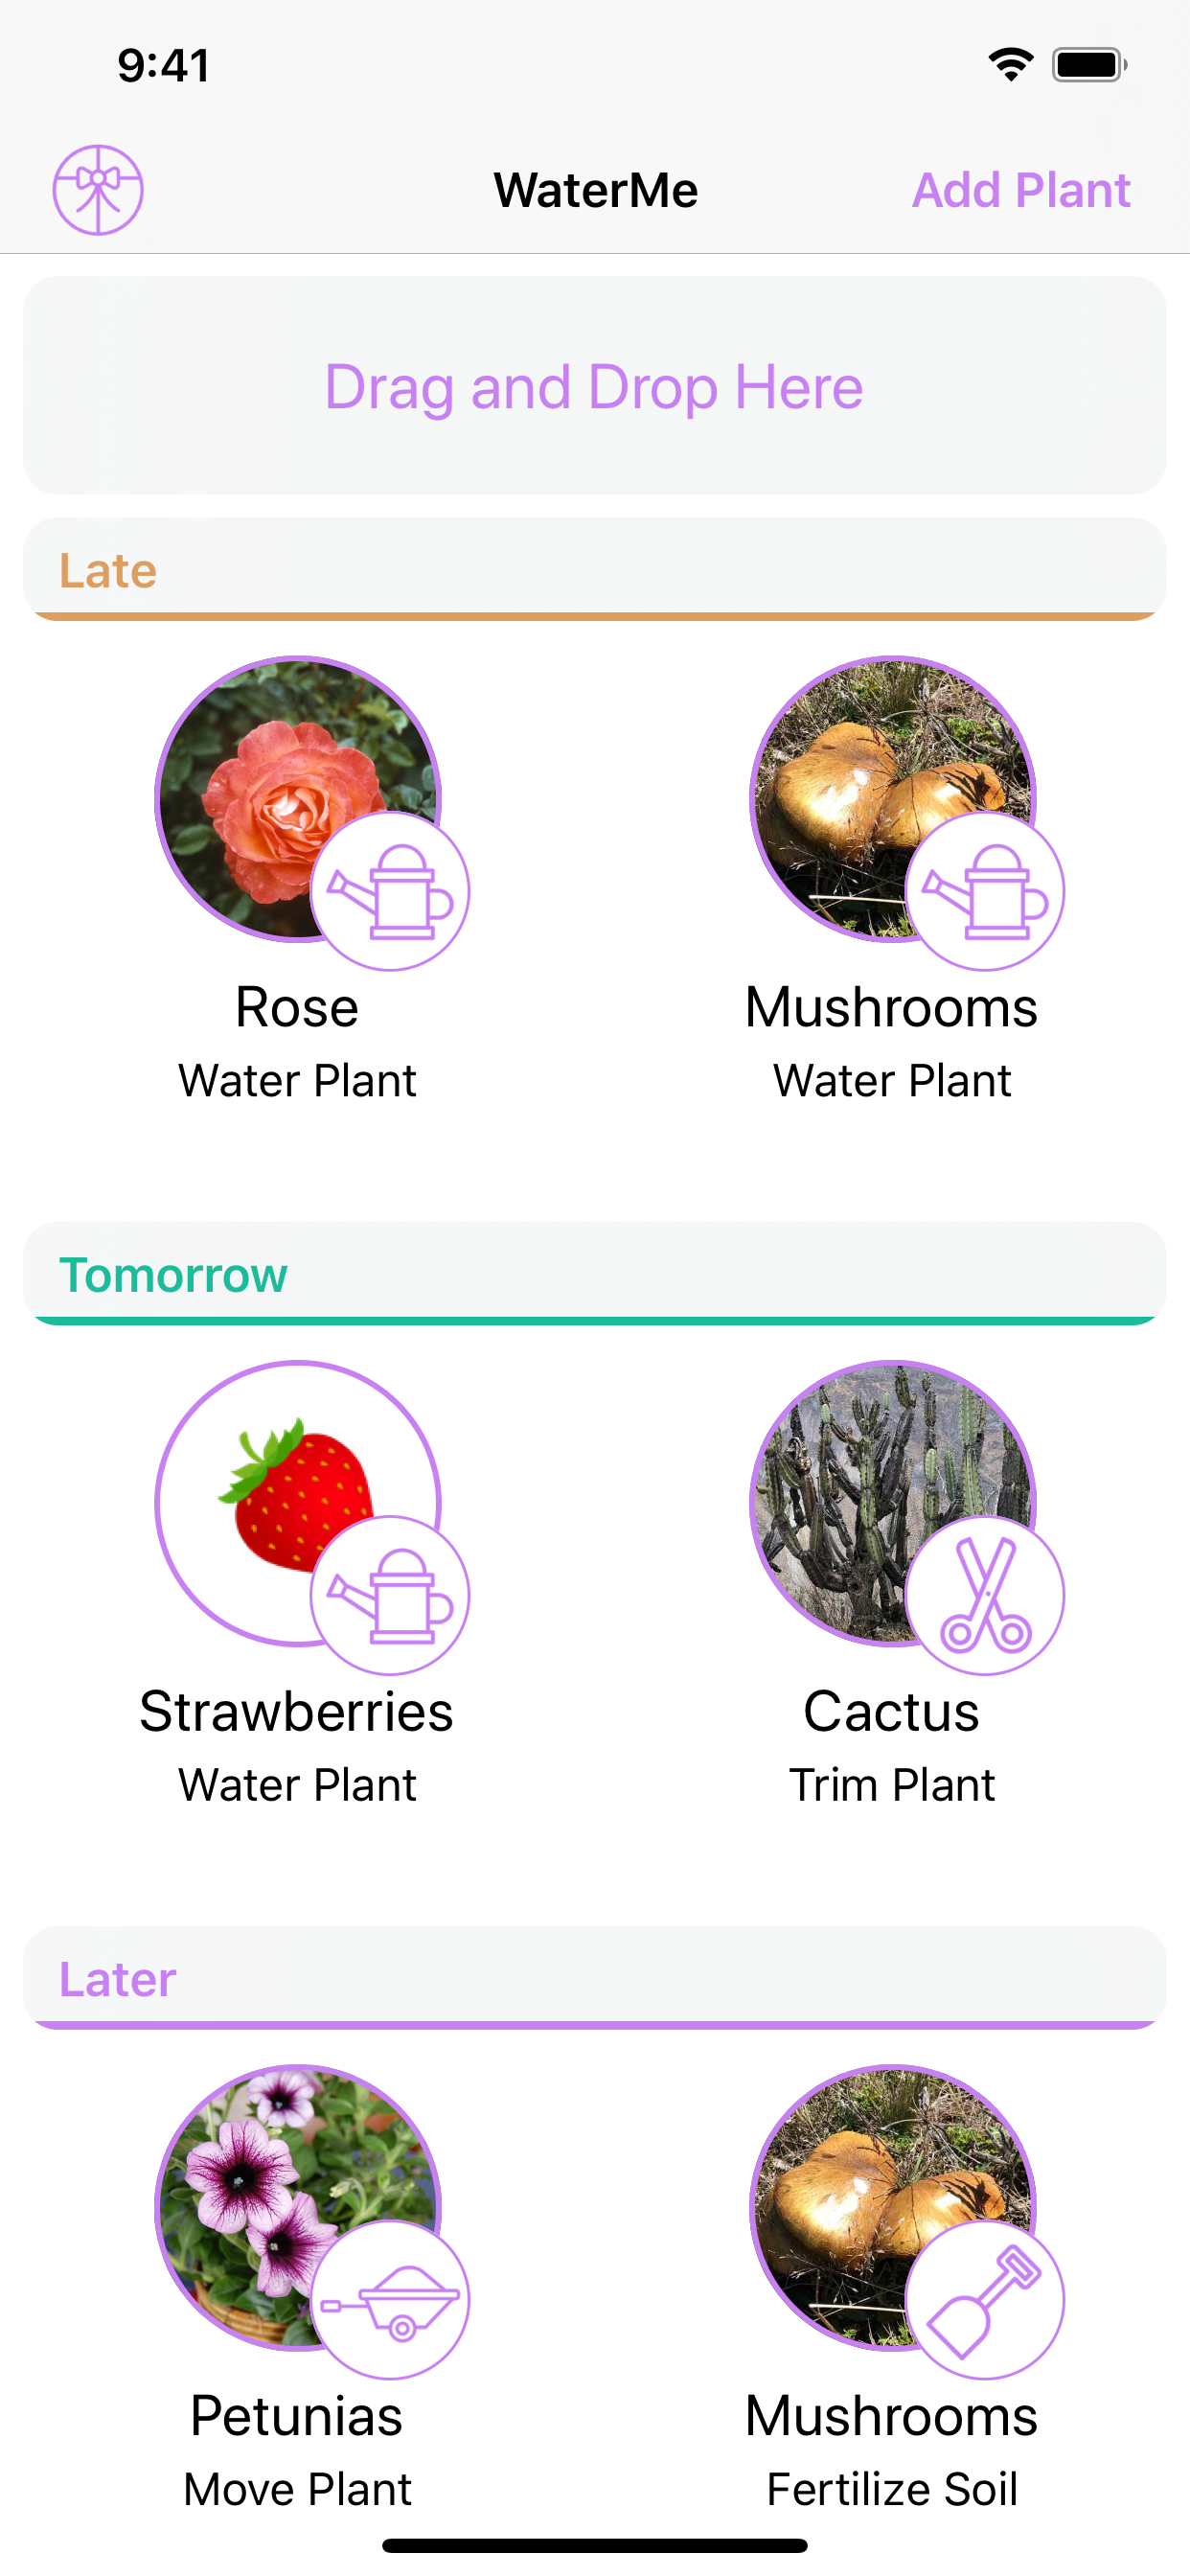 9:41
WaterMe
Add Plant
Drag and Drop Here
Late
Rose
Water Plant
Mushrooms
Water Plant
Tomorrow
Strawberries
Water Plant
Cactus
Trim Plant
Later
Petunias
Move Plant
Mushrooms
Fertilize Soil